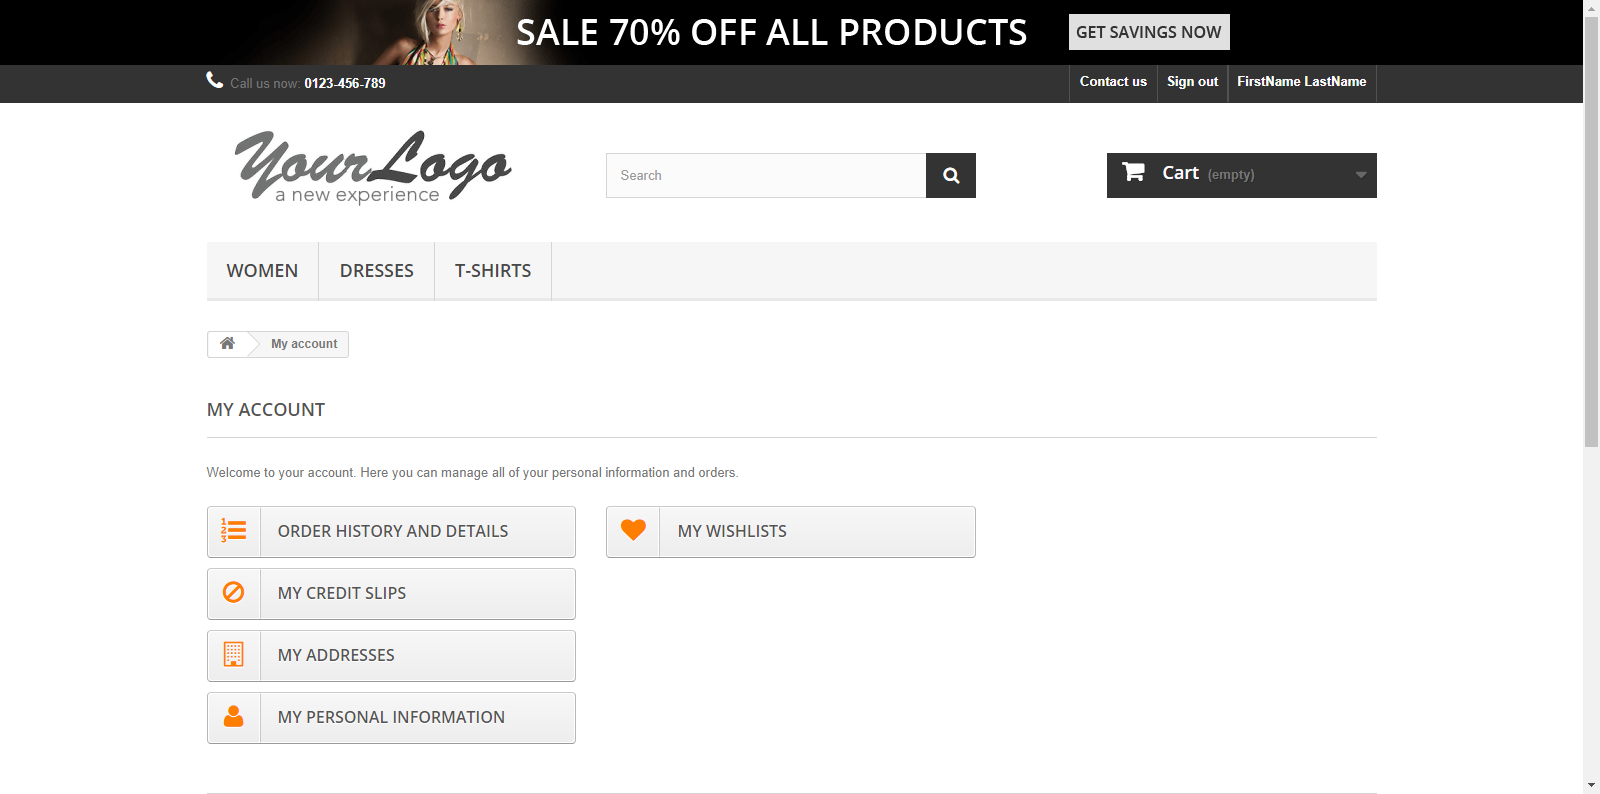 SALE 70% OFF ALL PRODUCTS GET SAVINGS NOW
Call us now: 0123-456-789 Contact us Sign out FirstName LastName
Your Logo
a new experience
Search
Cart (empty)
WOMEN DRESSES T-SHIRTS
My account
MY ACCOUNT
Welcome to your account. Here you can manage all of your personal information and orders.
ORDER HISTORY AND DETAILS
MY WISHLISTS
MY CREDIT SLIPS
MY ADDRESSES
MY PERSONAL INFORMATION